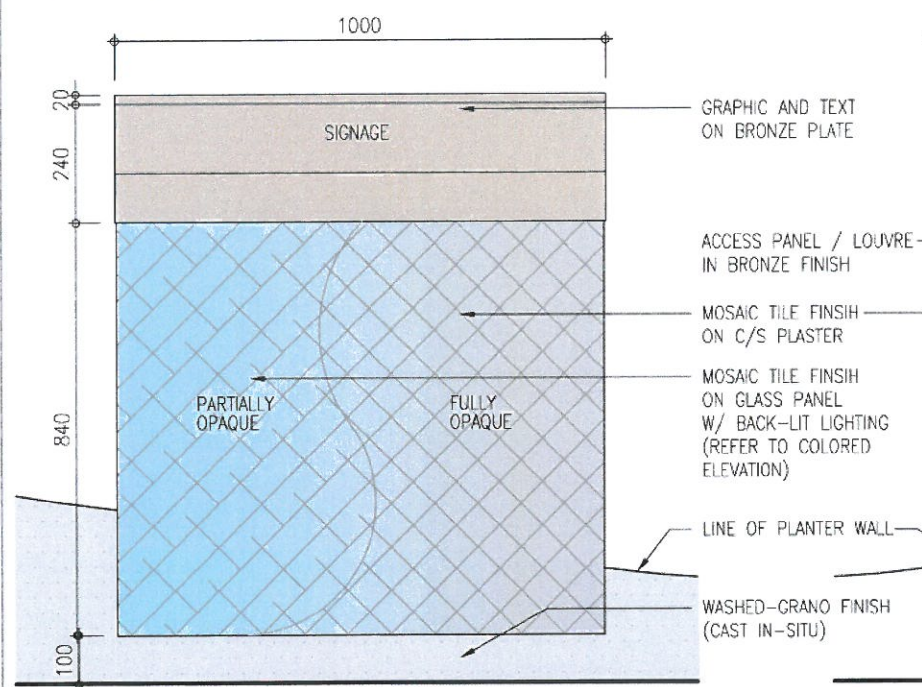 1000
20
240
840
100
SIGNAGE
GRAPHIC AND TEXT
ON BRONZE PLATE
ACCESS PANEL / LOUVRE
IN BRONZE FINISH
MOSAIC TILE FINSIH
ON C/S PLASTER
MOSAIC TILE FINSIH
ON GLASS PANEL
W/ BACK-LIT LIGHTING
(REFER TO COLORED
ELEVATION)
PARTIALLY
OPAQUE
FULLY
OPAQUE
LINE OF PLANTER WALL
WASHED-GRANO FINISH
(CAST IN-SITU)